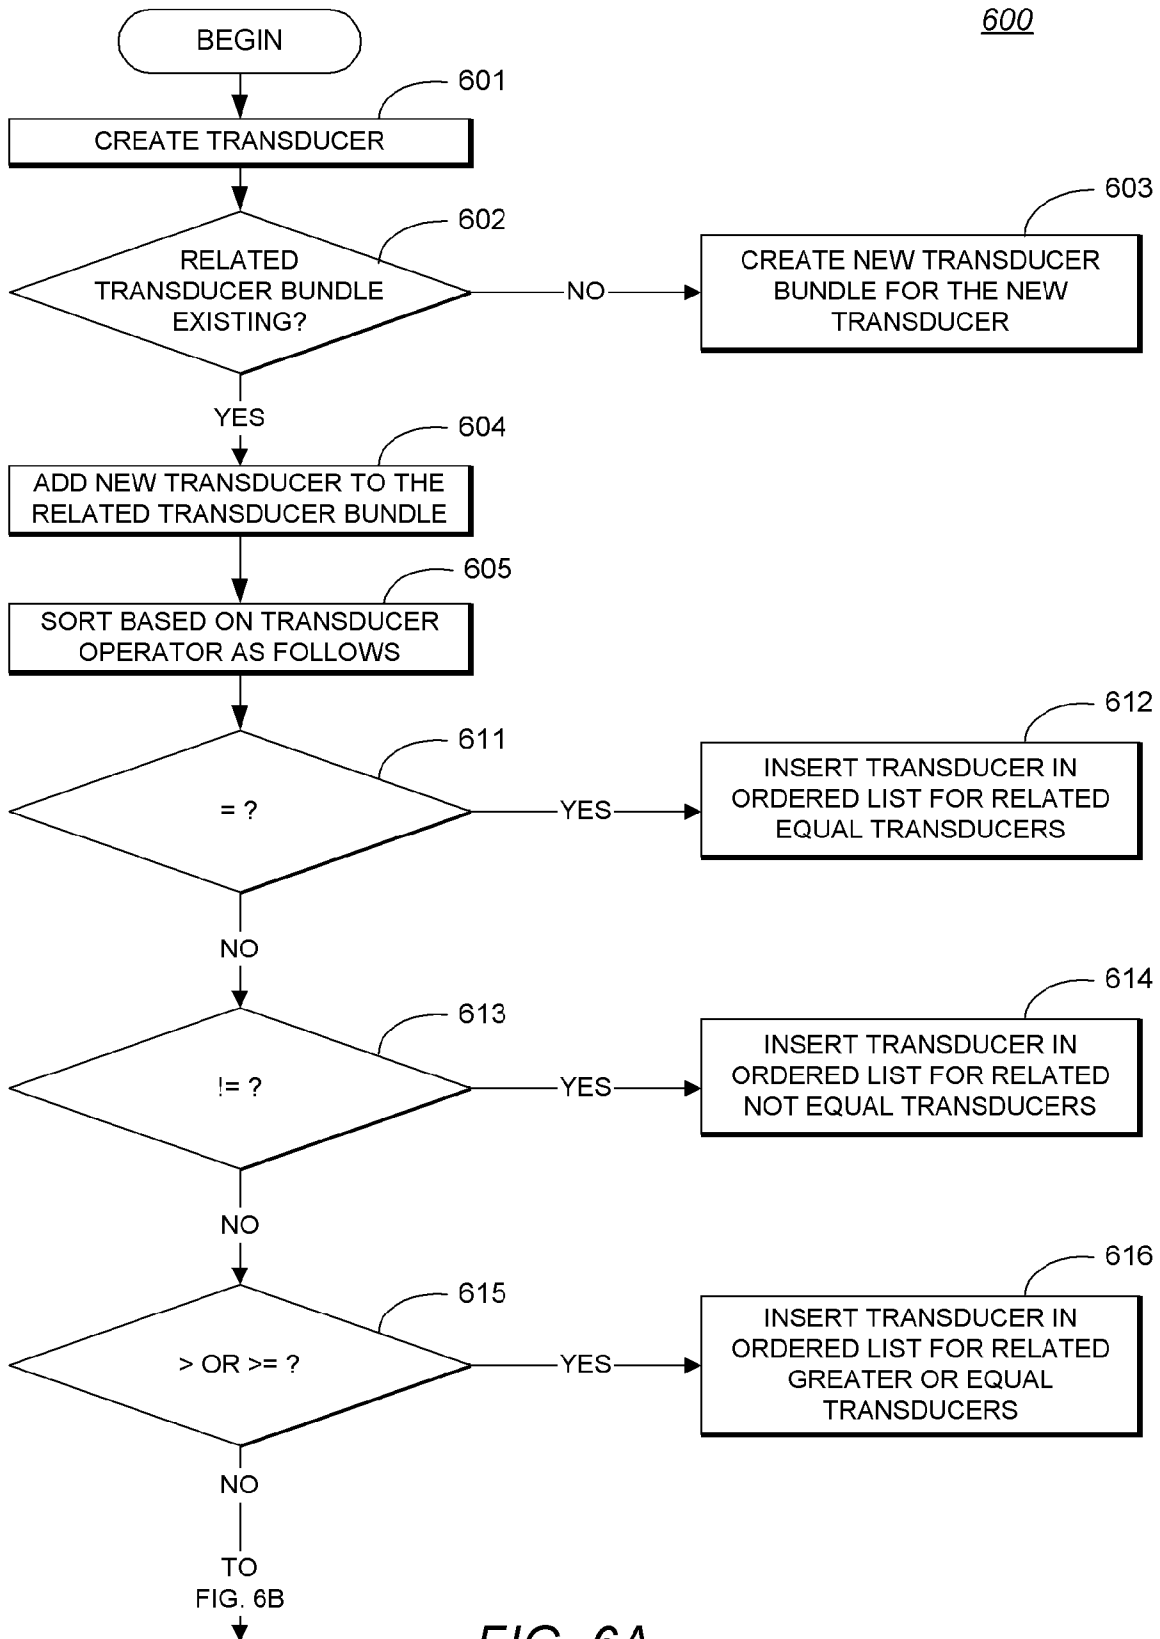 600
BEGIN
601
CREATE TRANSDUCER
602
RELATED
TRANSDUCER BUNDLE
EXISTING?
NO
603
CREATE NEW TRANSDUCER
BUNDLE FOR THE NEW
TRANSDUCER
YES
604
ADD NEW TRANSDUCER TO THE
RELATED TRANSDUCER BUNDLE
605
SORT BASED ON TRANSDUCER
OPERATOR AS FOLLOWS
611
= ?
YES
612
INSERT TRANSDUCER IN
ORDERED LIST FOR RELATED
EQUAL TRANSDUCERS
NO
613
!= ?
YES
614
INSERT TRANSDUCER IN
ORDERED LIST FOR RELATED
NOT EQUAL TRANSDUCERS
NO
615
> OR >= ?
YES
616
INSERT TRANSDUCER IN
ORDERED LIST FOR RELATED
GREATER OR EQUAL
TRANSDUCERS
NO
TO
FIG. 6B
FIG. 6A